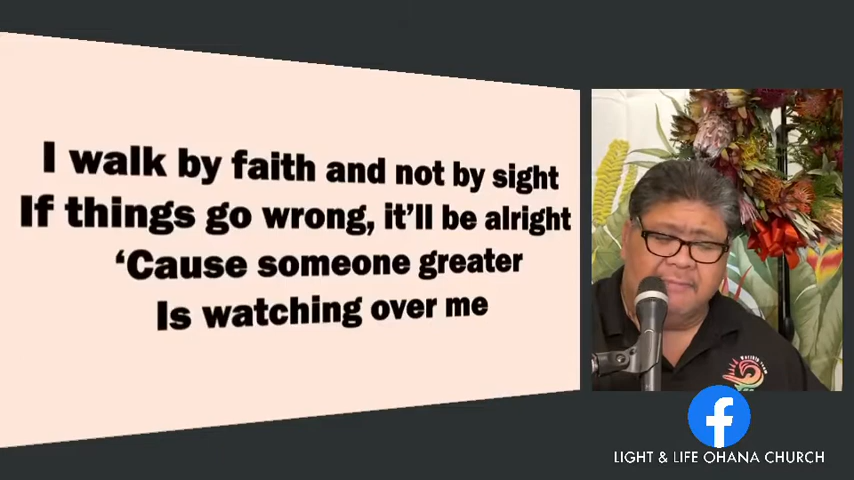 I walk by faith and not by sight
If things go wrong, it'll be alright
‘Cause someone greater
Is watching over me
LIGHT & LIFE OHANA CHURCH